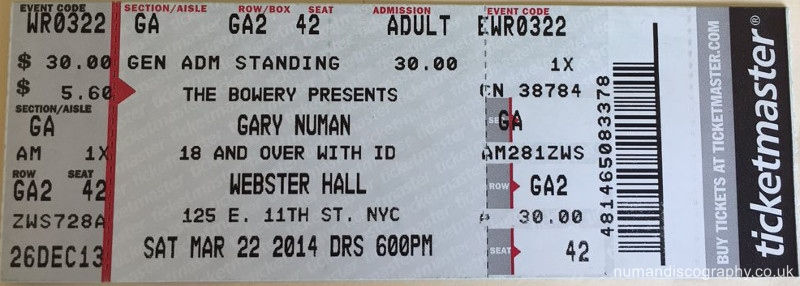 EVENT CODE SECTION/AISLE ROW/BOX SEAT ADMISSION EVENT CODE
WR0322 GA GA2 42 ADULT EWR0322
$ 30.00 GEN ADM STANDING 30.00 1X
$ 5.60 THE BOWERY PRESENTS CN 38784
SECTION/AISLE
GA GARY NUMAN GA
AM 1X 18 AND OVER WITH ID AM281ZWS
ROW SEAT
GA2 42 WEBSTER HALL ROW GA2
ZWS728A 125 E. 11TH ST. NYC 30.00
26DEC13 SAT MAR 22 2014 DRS 600PM SEAT 42
481465083378
BUY TICKETS AT TICKETMASTER.COM
ticketmaster
numandiscography.co.uk